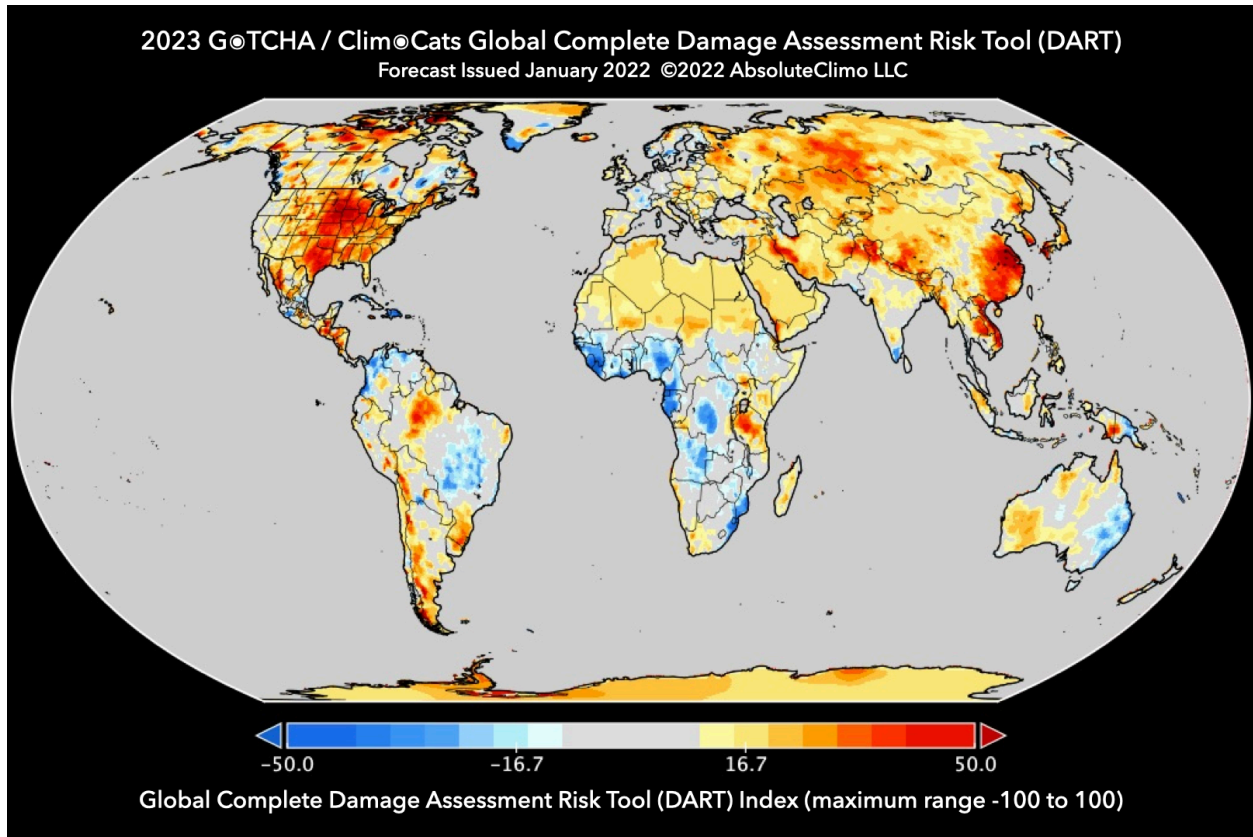 2023 G◉TCHA / Clim◉Cats Global Complete Damage Assessment Risk Tool (DART)
Forecast Issued January 2022 ©2022 AbsoluteClimo LLC
−50.0 −16.7 16.7 50.0
Global Complete Damage Assessment Risk Tool (DART) Index (maximum range -100 to 100)